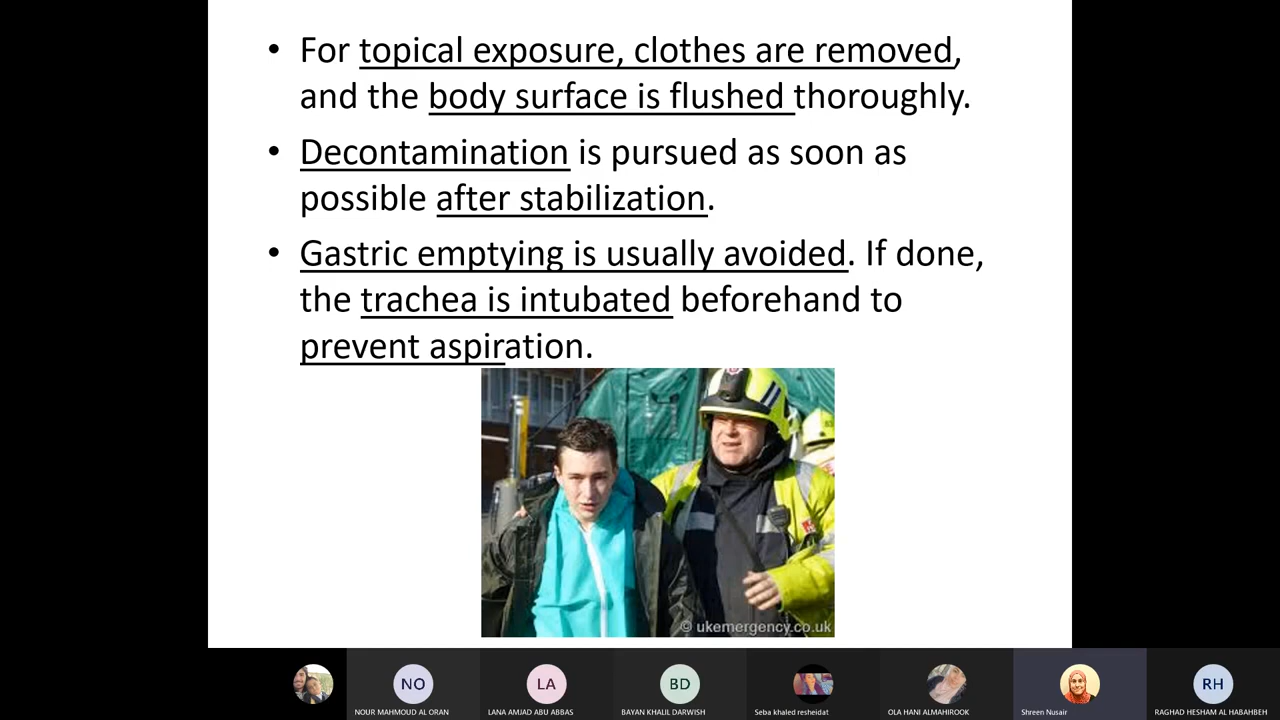 • For topical exposure, clothes are removed,
and the body surface is flushed thoroughly.
• Decontamination is pursued as soon as
possible after stabilization.
• Gastric emptying is usually avoided. If done,
the trachea is intubated beforehand to
prevent aspiration.
© ukemergency.co.uk
NO LA BD RH
NOUR MAHMOUD AL ORAN LANA AMJAD ABU ABBAS BAYAN KHALIL DARWISH Seba khaled resheidat OLA HANI ALMAHIROOK Shreen Nusair RAGHAD HESHAM AL HABAHBEH